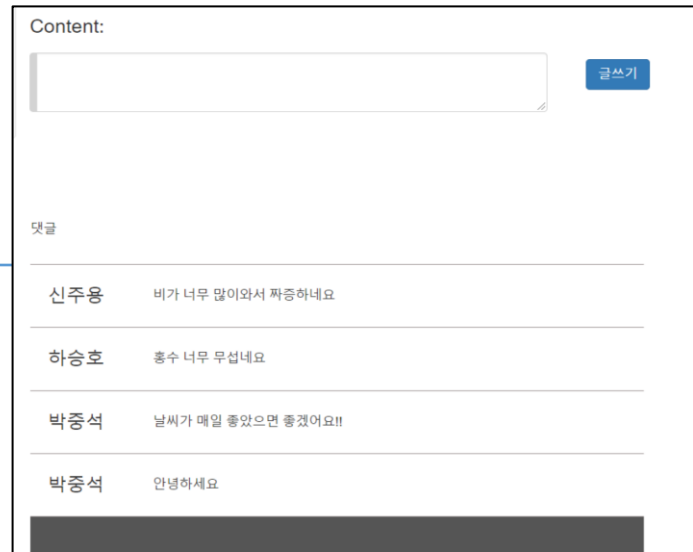 Content:
글쓰기
댓글
신주용 비가 너무 많이와서 짜증하네요
하승호 홍수 너무 무섭네요
박중석 날씨가 매일 좋았으면 좋겠어요!!
박중석 안녕하세요